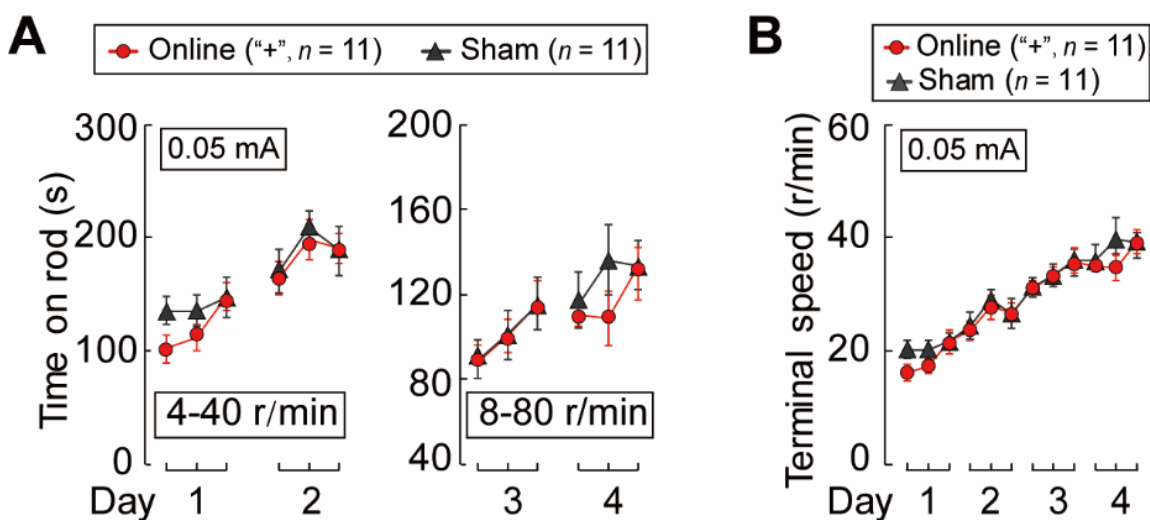 A
Online (“+”, n = 11) Sham (n = 11)
Time on rod (s)
300
200
100
0
0.05 mA
4-40 r/min
200
160
120
80
40
8-80 r/min
Day 1 2 3 4
B
Online (“+”, n = 11)
Sham (n = 11)
Terminal speed (r/min)
60
40
20
0
0.05 mA
Day 1 2 3 4